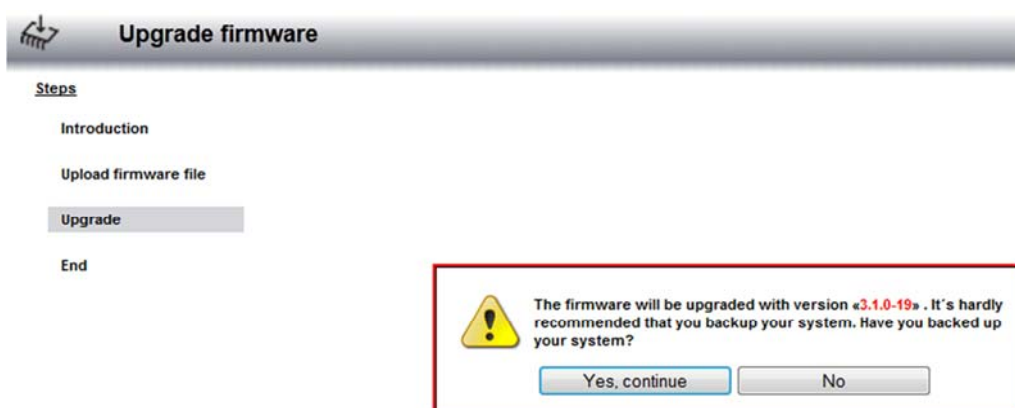 Upgrade firmware
Steps
Introduction
Upload firmware file
Upgrade
End
The firmware will be upgraded with version «3.1.0-19» . It´s hardly
recommended that you backup your system. Have you backed up
your system?
Yes, continue
No